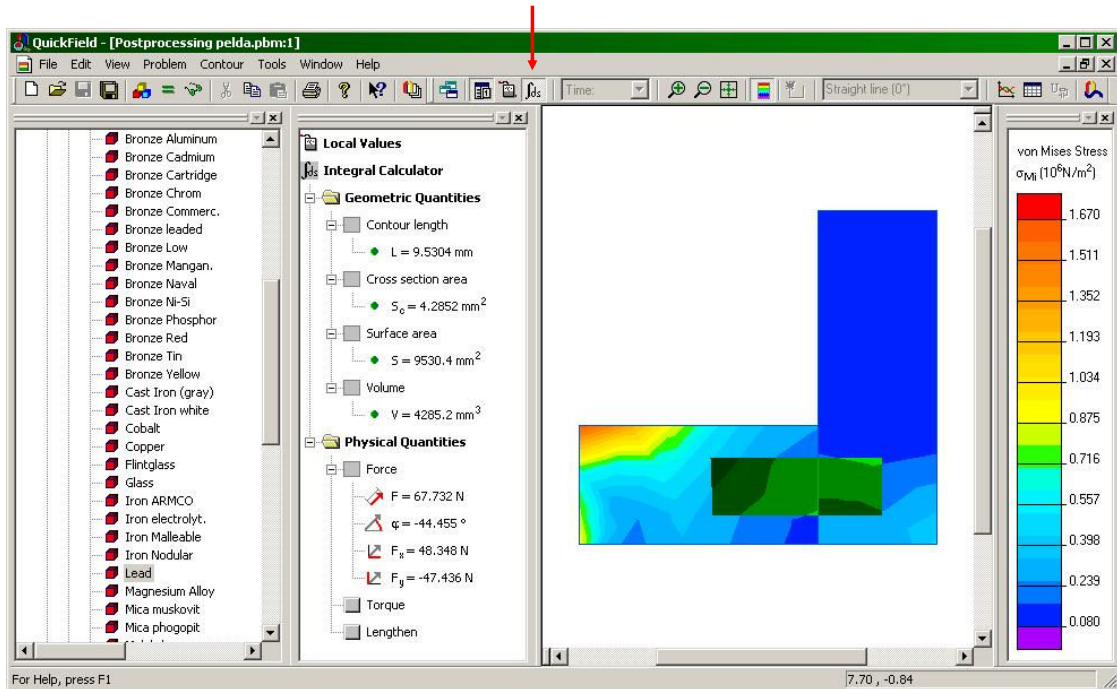 QuickField - [Postprocessing pelda.pbm:1]
File Edit View Problem Contour Tools Window Help
Time:
Straight line (0°)
Bronze Aluminum
Bronze Cadmium
Bronze Cartridge
Bronze Chrom
Bronze Commerc.
Bronze leaded
Bronze Low
Bronze Mangan.
Bronze Naval
Bronze Ni-Si
Bronze Phosphor
Bronze Red
Bronze Tin
Bronze Yellow
Cast Iron (gray)
Cast Iron white
Cobalt
Copper
Flintglass
Glass
Iron ARMCO
Iron electrolyt.
Iron Malleable
Iron Nodular
Lead
Magnesium Alloy
Mica muskovit
Mica phogopit
Local Values
Integral Calculator
Geometric Quantities
Contour length
L = 9.5304 mm
Cross section area
Sc = 4.2852 mm²
Surface area
S = 9530.4 mm²
Volume
V = 4285.2 mm³
Physical Quantities
Force
F = 67.732 N
φ = -44.455 °
Fx = 48.348 N
Fy = -47.436 N
Torque
Lengthen
von Mises Stress
σMi (10⁶N/m²)
1.670
1.511
1.352
1.193
1.034
0.875
0.716
0.557
0.398
0.239
0.080
For Help, press F1
7.70 , -0.84